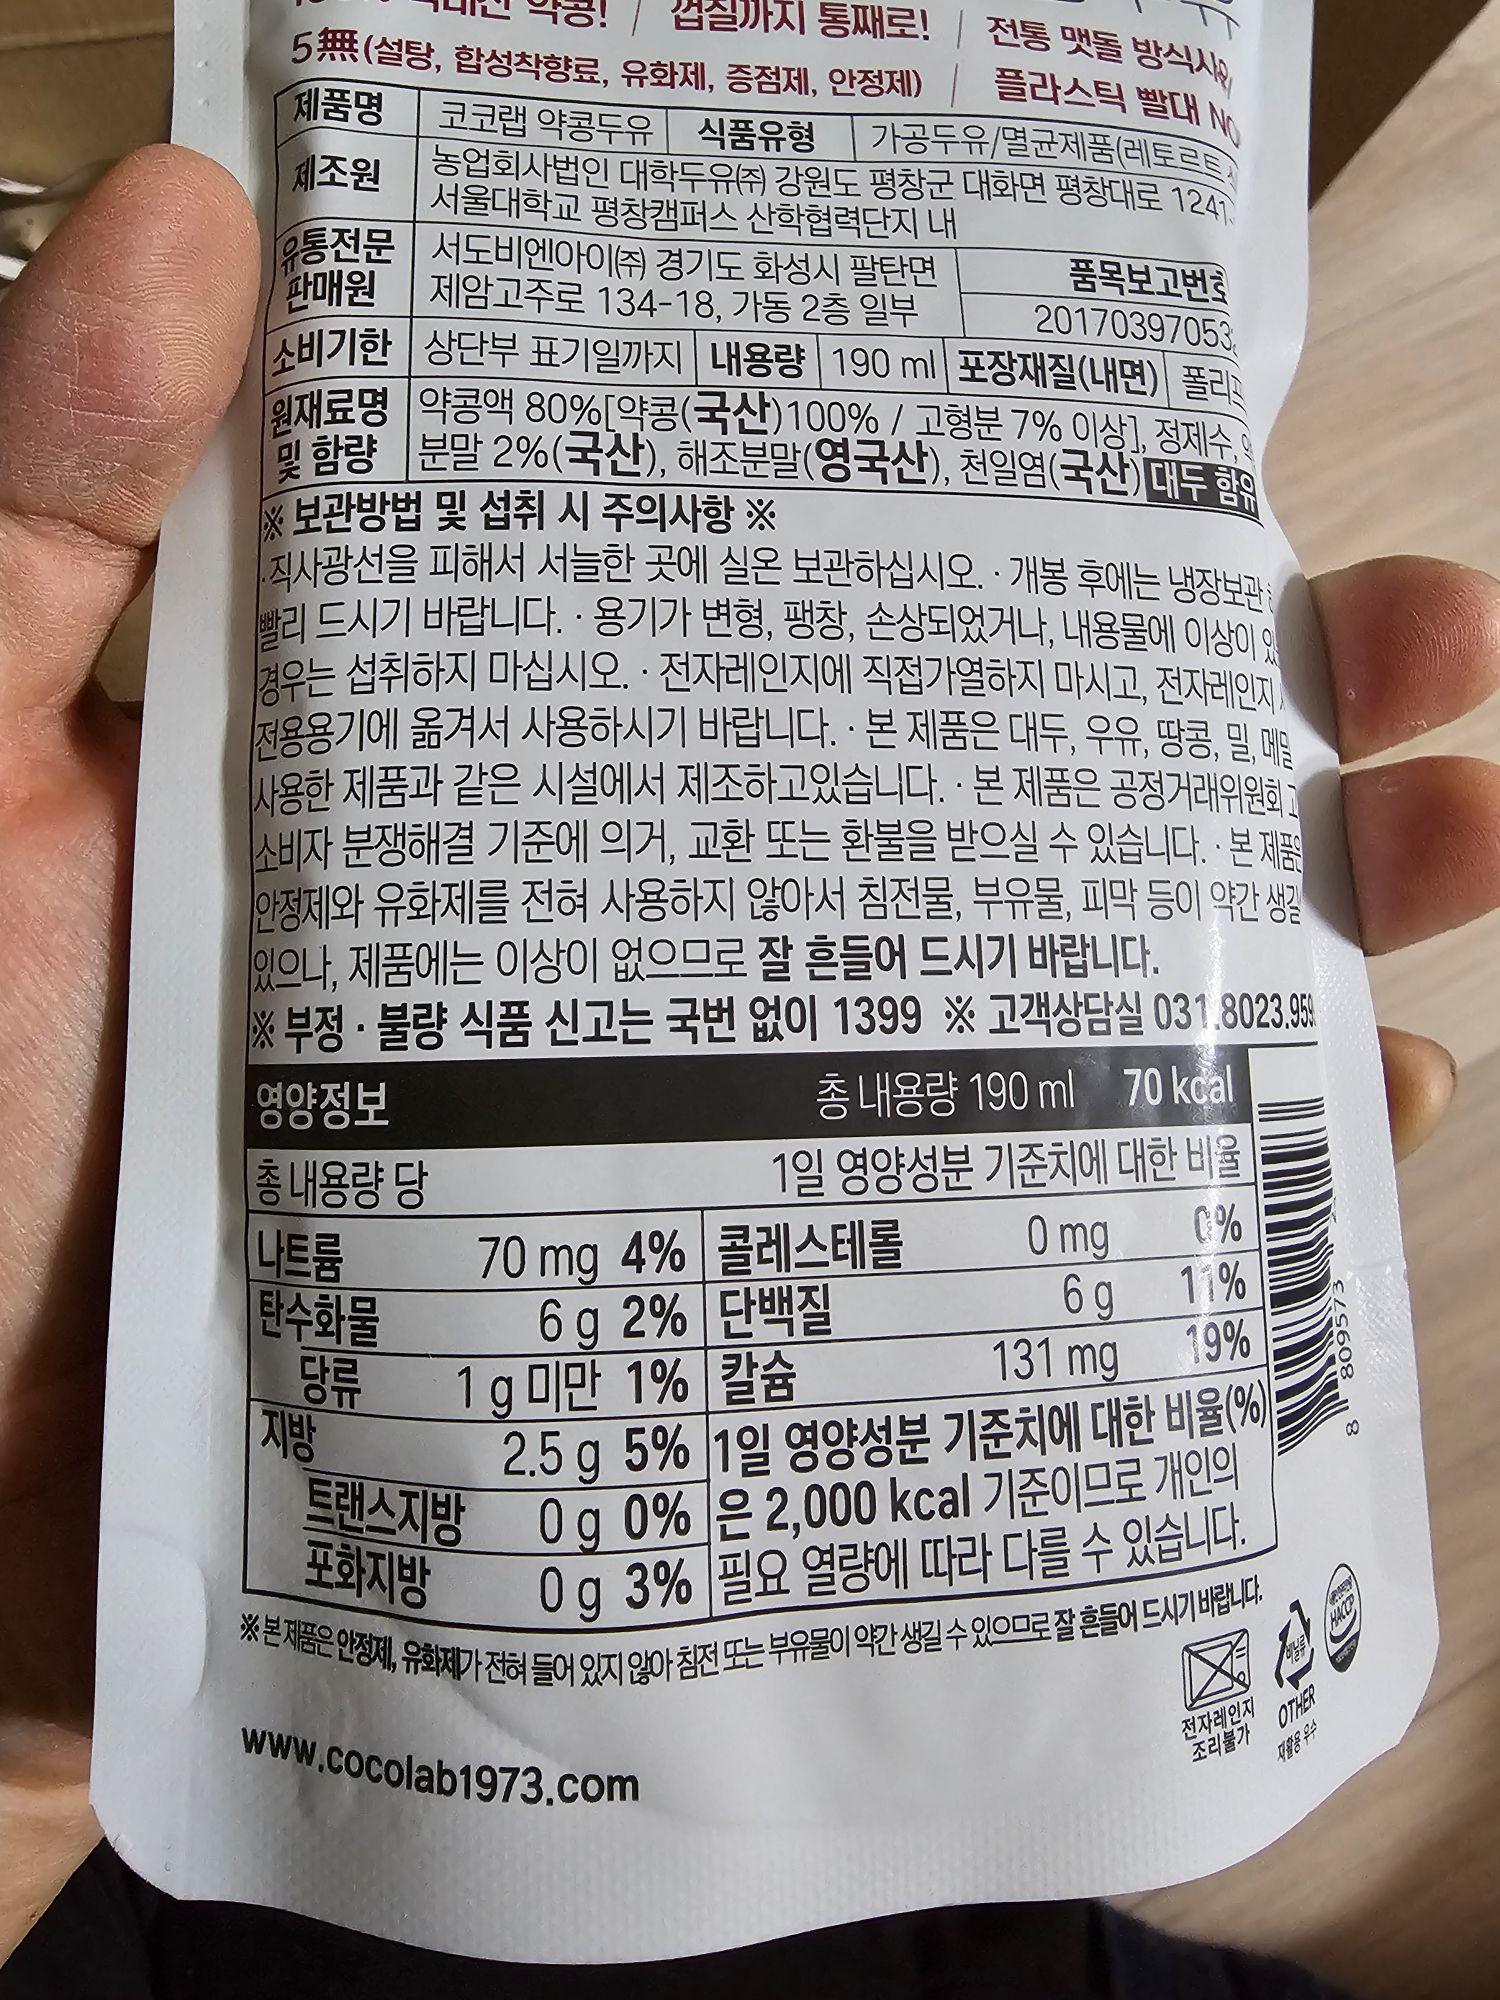 약콩! 껍질까지 통째로! 전통 맷돌 방식사용
5無(설탕, 합성착향료, 유화제, 증점제, 안정제) 플라스틱 빨대 NO
제품명 코코랩 약콩두유 식품유형 가공두유/멸균제품(레토르트
제조원 농업회사법인 대학두유㈜ 강원도 평창군 대화면 평창대로 1241-
서울대학교 평창캠퍼스 산학협력단지 내
유통전문 서도비엔아이㈜ 경기도 화성시 팔탄면 품목보고번호
판매원 제암고주로 134-18, 가동 2층 일부 20170397053
소비기한 상단부 표기일까지 내용량 190 ml 포장재질(내면) 폴리프
원재료명 약콩액 80%[약콩(국산)100% / 고형분 7% 이상], 정제수,
및 함량 분말 2%(국산), 해조분말(영국산), 천일염(국산) 대두 함유
※ 보관방법 및 섭취 시 주의사항 ※
· 직사광선을 피해서 서늘한 곳에 실온 보관하십시오. · 개봉 후에는 냉장보관
빨리 드시기 바랍니다. · 용기가 변형, 팽창, 손상되었거나, 내용물에 이상이
경우는 섭취하지 마십시오. · 전자레인지에 직접가열하지 마시고, 전자레인지
전용용기에 옮겨서 사용하시기 바랍니다. · 본 제품은 대두, 우유, 땅콩, 밀, 메밀
사용한 제품과 같은 시설에서 제조하고있습니다. · 본 제품은 공정거래위원회 고
소비자 분쟁해결 기준에 의거, 교환 또는 환불을 받으실 수 있습니다. · 본 제품은
안정제와 유화제를 전혀 사용하지 않아서 침전물, 부유물, 피막 등이 약간 생길
있으나, 제품에는 이상이 없으므로 잘 흔들어 드시기 바랍니다.
※ 부정 · 불량 식품 신고는 국번 없이 1399 ※ 고객상담실 031.8023.959
영양정보 총 내용량 190 ml 70 kcal
총 내용량 당 1일 영양성분 기준치에 대한 비율
나트륨 70 mg 4% 콜레스테롤 0 mg 0%
탄수화물 6 g 2% 단백질 6 g 11%
당류 1 g 미만 1% 칼슘 131 mg 19%
지방 2.5 g 5% 1일 영양성분 기준치에 대한 비율(%)
트랜스지방 0 g 0% 은 2,000 kcal 기준이므로 개인의
포화지방 0 g 3% 필요 열량에 따라 다를 수 있습니다.
※ 본 제품은 안정제, 유화제가 전혀 들어 있지 않아 침전 또는 부유물이 약간 생길 수 있으므로 잘 흔들어 드시기 바랍니다.
8 809573
HACCP
비닐류
OTHER
재활용 우수
전자레인지
조리불가
www.cocolab1973.com